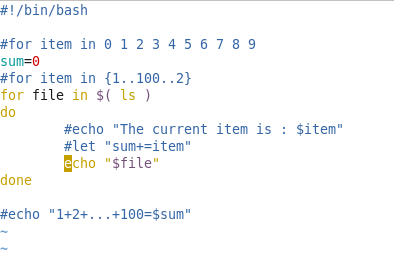 #!/bin/bash
#for item in 0 1 2 3 4 5 6 7 8 9
sum=0
#for item in {1..100..2}
for file in $( ls )
do
        #echo "The current item is : $item"
        #let "sum+=item"
        echo "$file"
done
#echo "1+2+...+100=$sum"
~
~